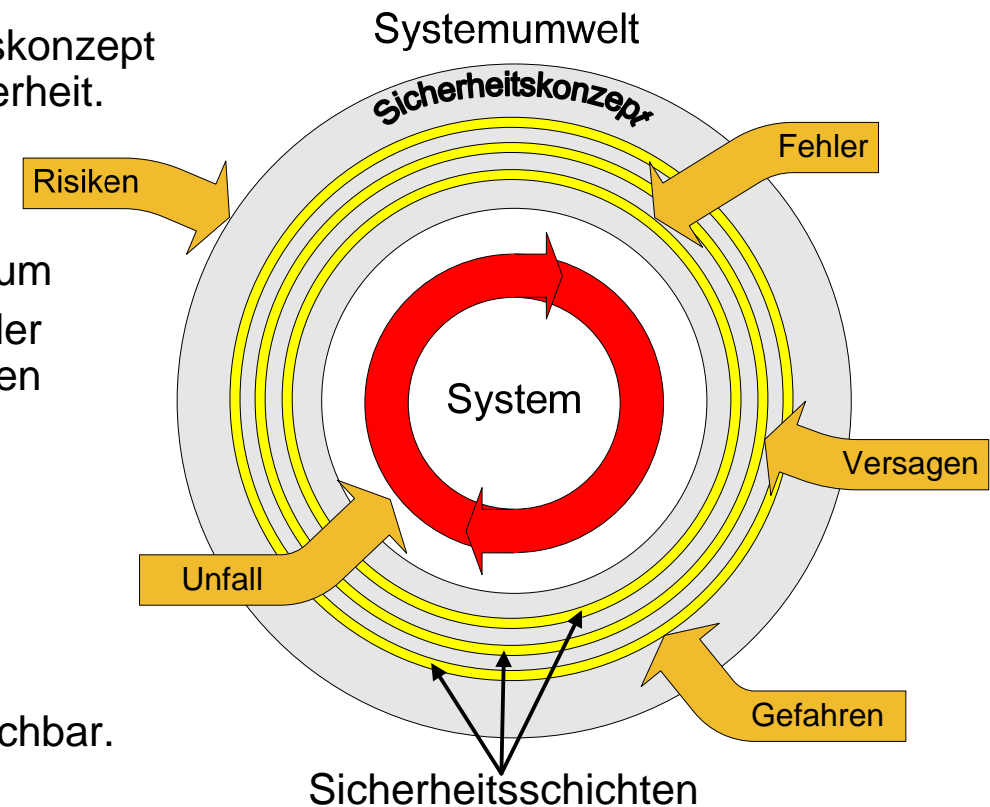 skonzept
erheit.
um
ler
en
chbar.
Systemumwelt
Sicherheitskonzept
Risiken
Fehler
System
Versagen
Unfall
Gefahren
Sicherheitsschichten